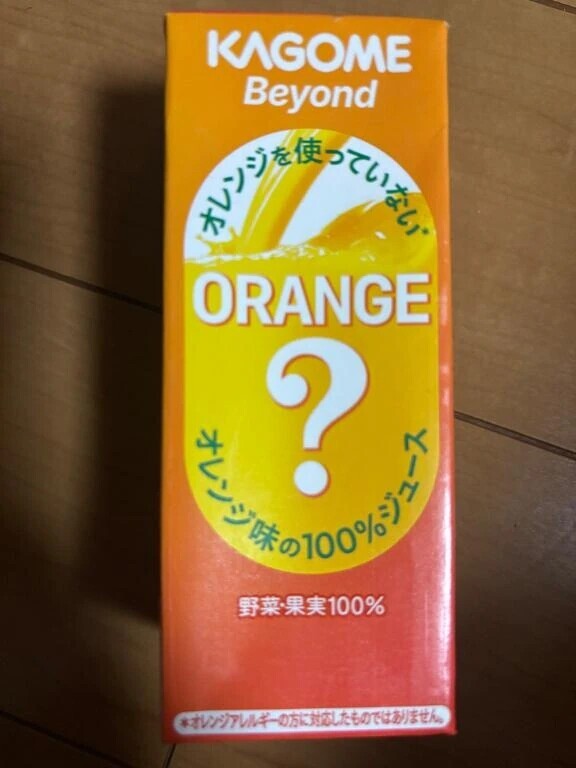 KAGOME
Beyond
オレンジを使っていない*
ORANGE
?
オレンジ味の100%ジュース
野菜・果実100%
*オレンジアレルギーの方に対応したものではありません。